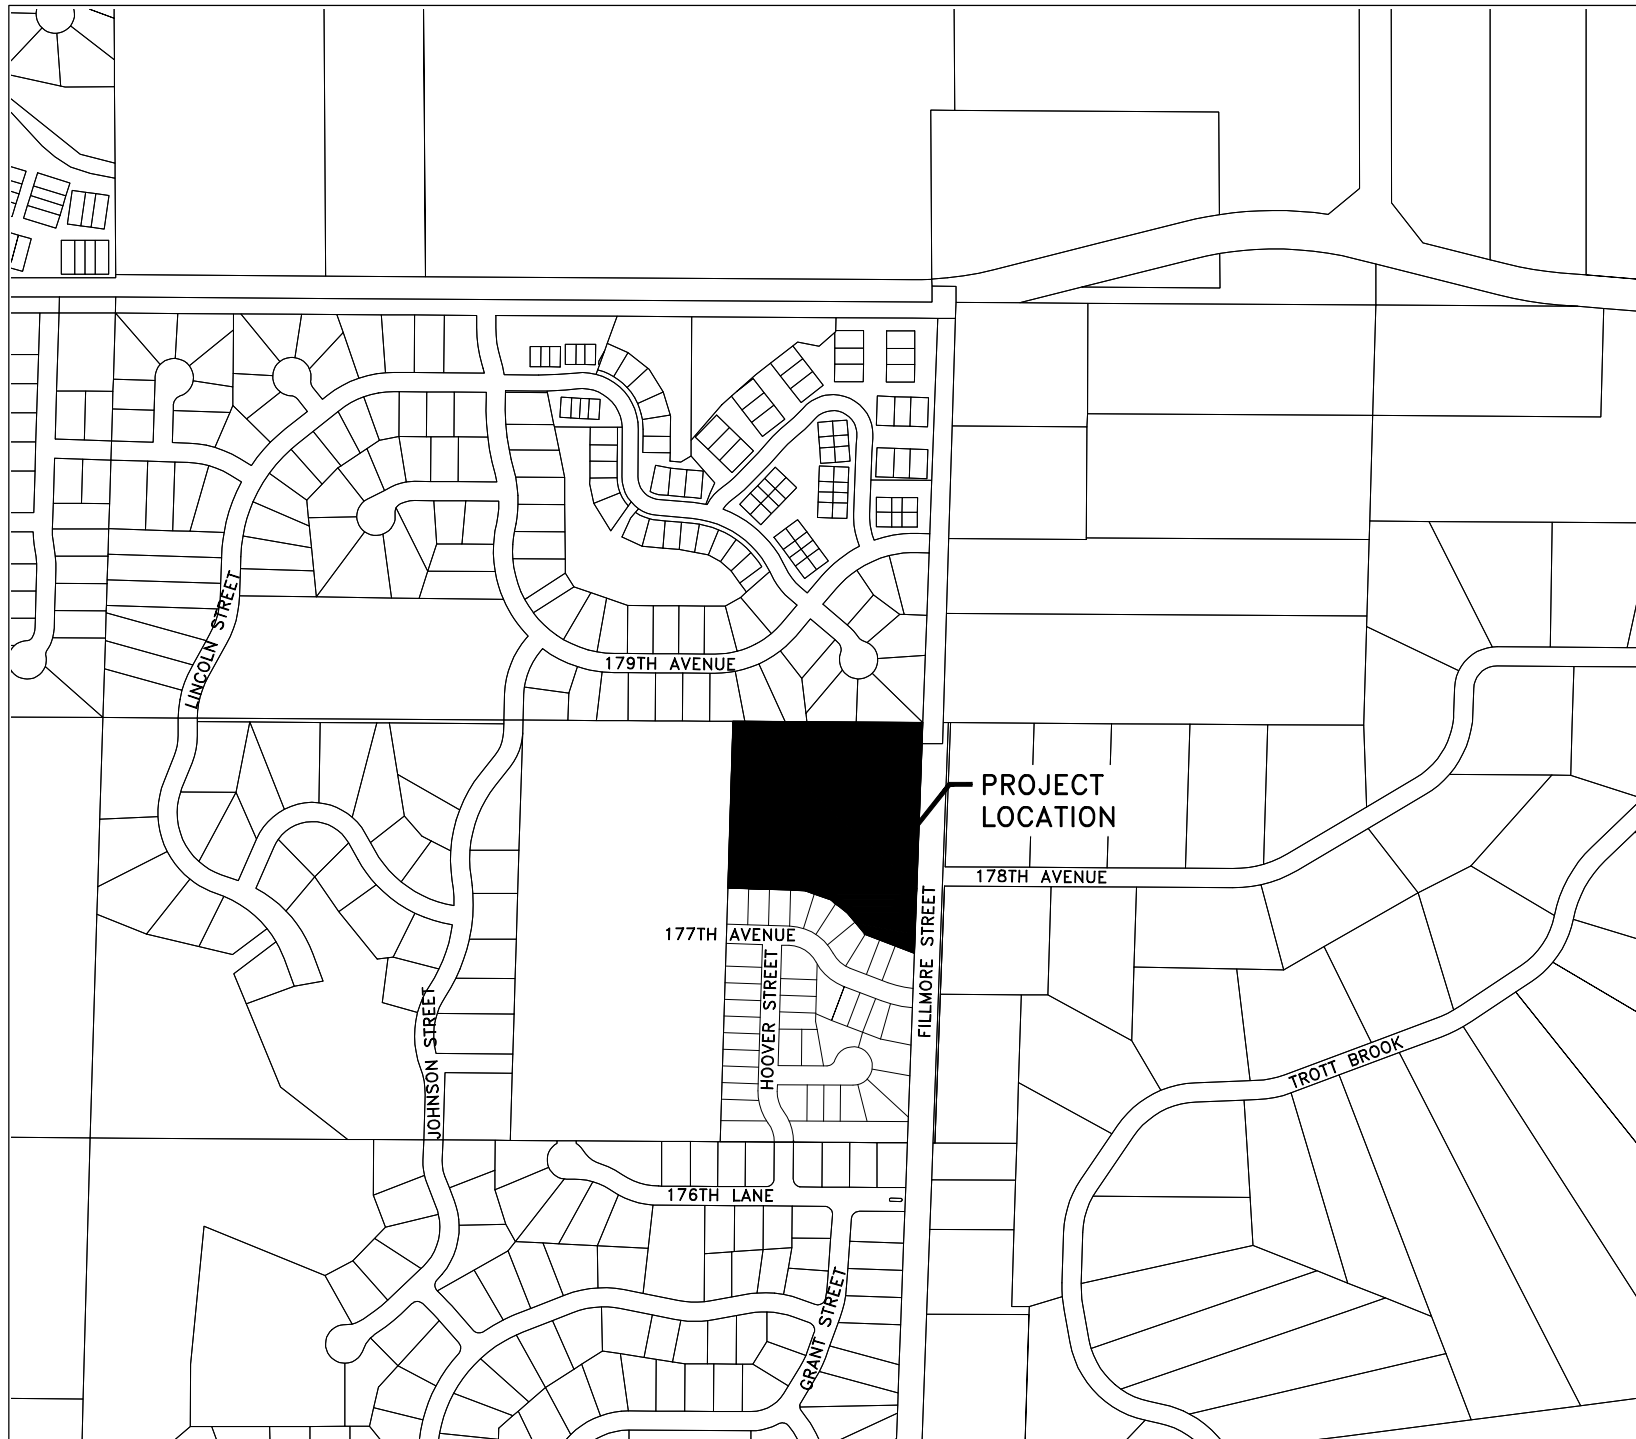 LINCOLN STREET
179TH AVENUE
PROJECT
LOCATION
178TH AVENUE
177TH AVENUE
FILLMORE STREET
HOOVER STREET
JOHNSON STREET
TROTT BROOK
176TH LANE
GRANT STREET